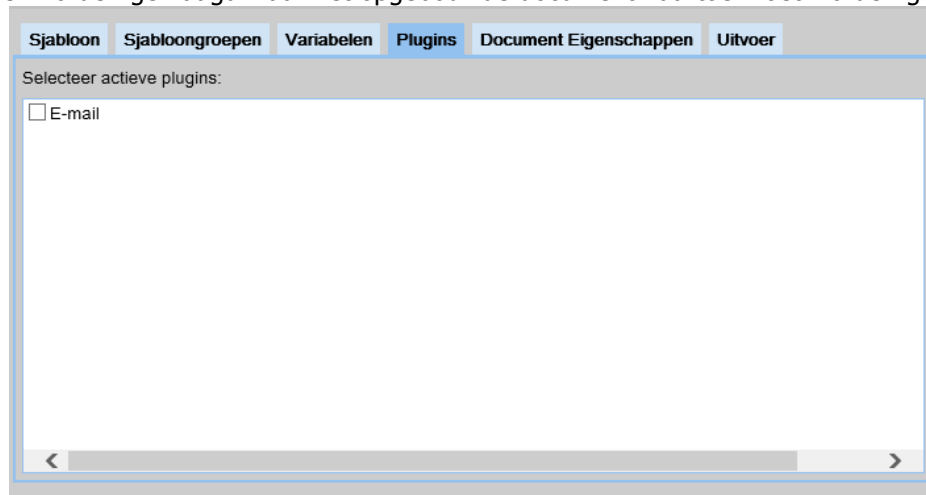 Sjabloon Sjabloongroepen Variabelen Plugins Document Eigenschappen Uitvoer
Selecteer actieve plugins:
E-mail